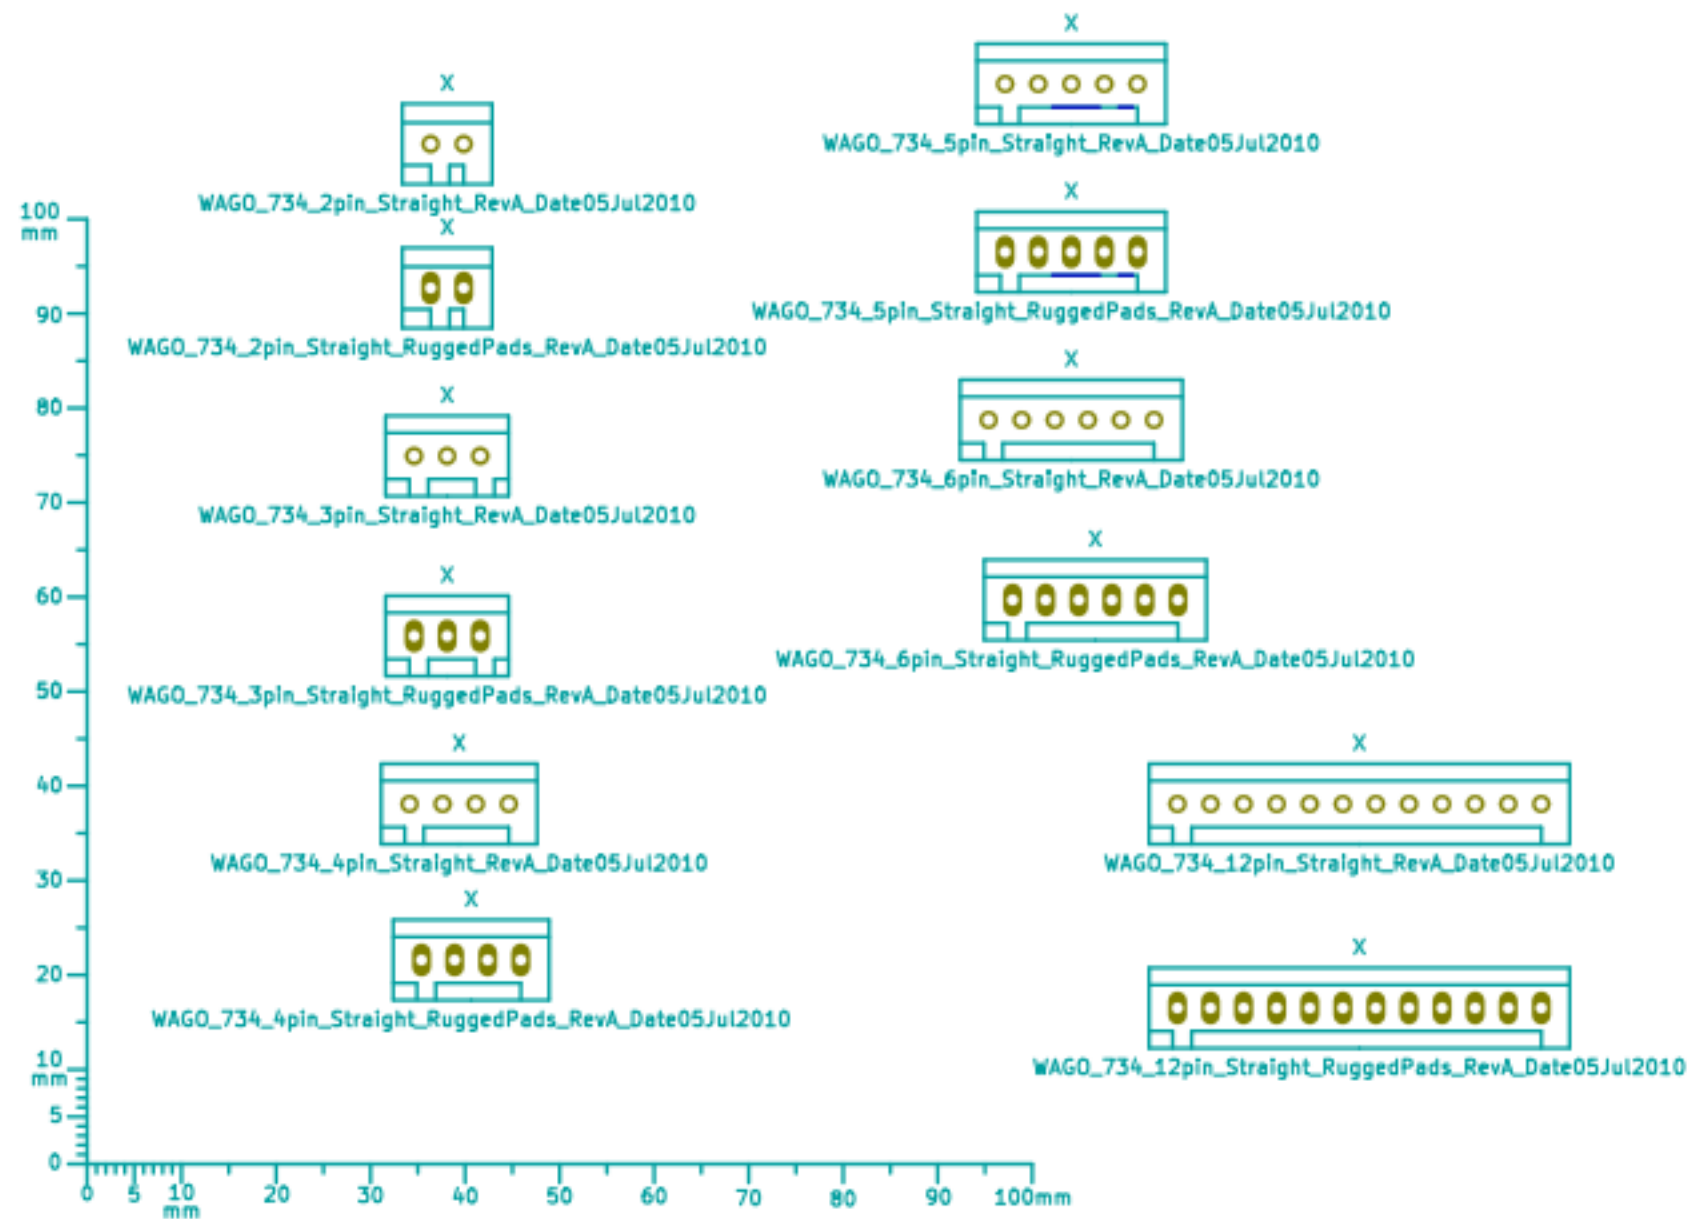 X
WAGO_734_2pin_Straight_RevA_Date05Jul2010
X
WAGO_734_2pin_Straight_RuggedPads_RevA_Date05Jul2010
X
WAGO_734_3pin_Straight_RevA_Date05Jul2010
X
WAGO_734_3pin_Straight_RuggedPads_RevA_Date05Jul2010
X
WAGO_734_4pin_Straight_RevA_Date05Jul2010
X
WAGO_734_4pin_Straight_RuggedPads_RevA_Date05Jul2010
X
WAGO_734_5pin_Straight_RevA_Date05Jul2010
X
WAGO_734_5pin_Straight_RuggedPads_RevA_Date05Jul2010
X
WAGO_734_6pin_Straight_RevA_Date05Jul2010
X
WAGO_734_6pin_Straight_RuggedPads_RevA_Date05Jul2010
X
WAGO_734_12pin_Straight_RevA_Date05Jul2010
X
WAGO_734_12pin_Straight_RuggedPads_RevA_Date05Jul2010
100
mm
90
80
70
60
50
40
30
20
10
mm
5
0
0 5 10 20 30 40 50 60 70 80 90 100mm
mm